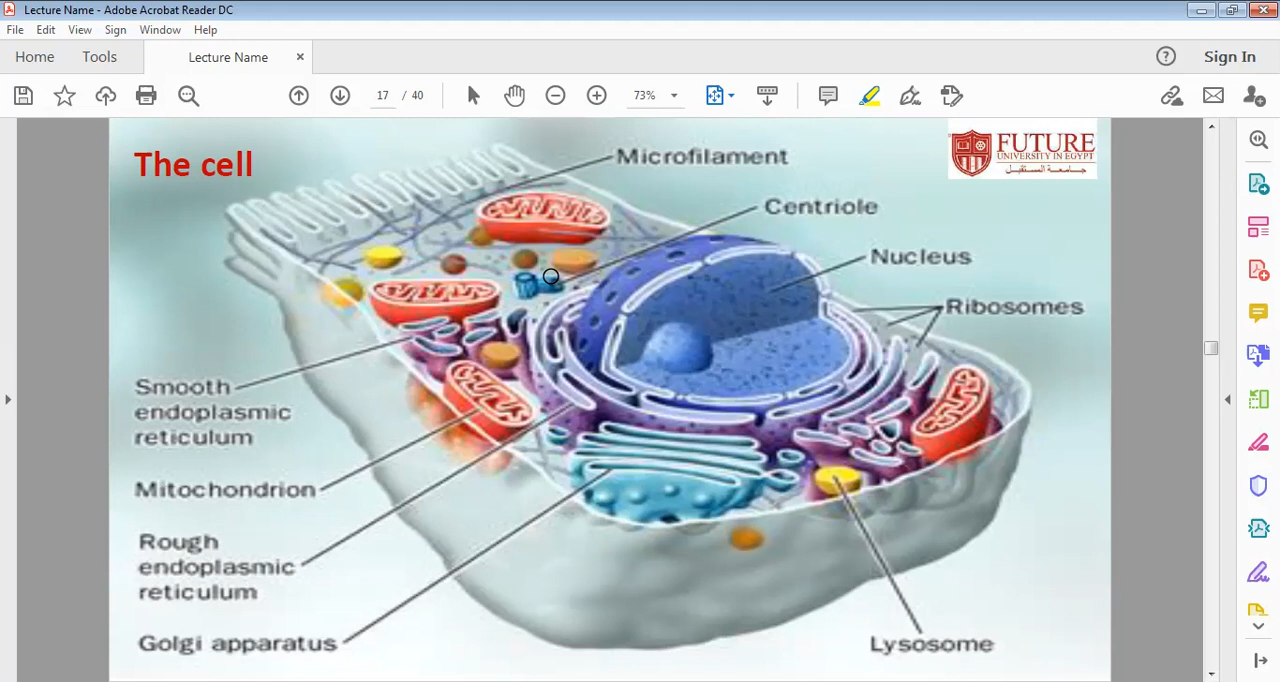 Lecture Name - Adobe Acrobat Reader DC
File Edit View Sign Window Help
Home Tools Lecture Name × ? Sign In
17 / 40 73%
The cell
FUTURE
UNIVERSITY IN EGYPT
جامعة المستقبل
Microfilament
Centriole
Nucleus
Ribosomes
Smooth
endoplasmic
reticulum
Mitochondrion
Rough
endoplasmic
reticulum
Golgi apparatus
Lysosome